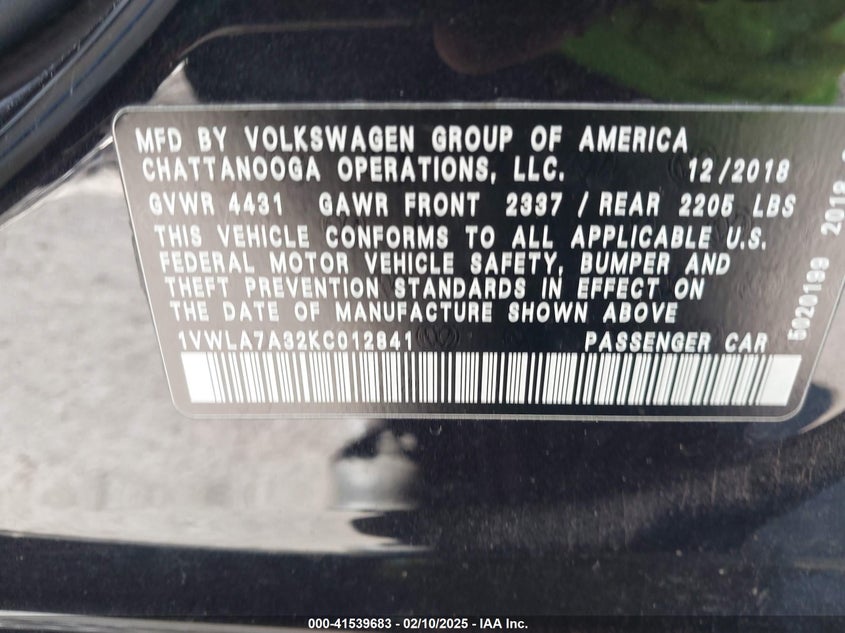 MFD BY VOLKSWAGEN GROUP OF AMERICA
CHATTANOOGA OPERATIONS, LLC. 12/2018
GVWR 4431 GAWR FRONT 2337 / REAR 2205 LBS
THIS VEHICLE CONFORMS TO ALL APPLICABLE U.S.
FEDERAL MOTOR VEHICLE SAFETY, BUMPER AND
THEFT PREVENTION STANDARDS IN EFFECT ON
THE DATE OF MANUFACTURE SHOWN ABOVE
1VWLA7A32KC012841 PASSENGER CAR
5020199 2018
000-41539683 - 02/10/2025 - IAA Inc.